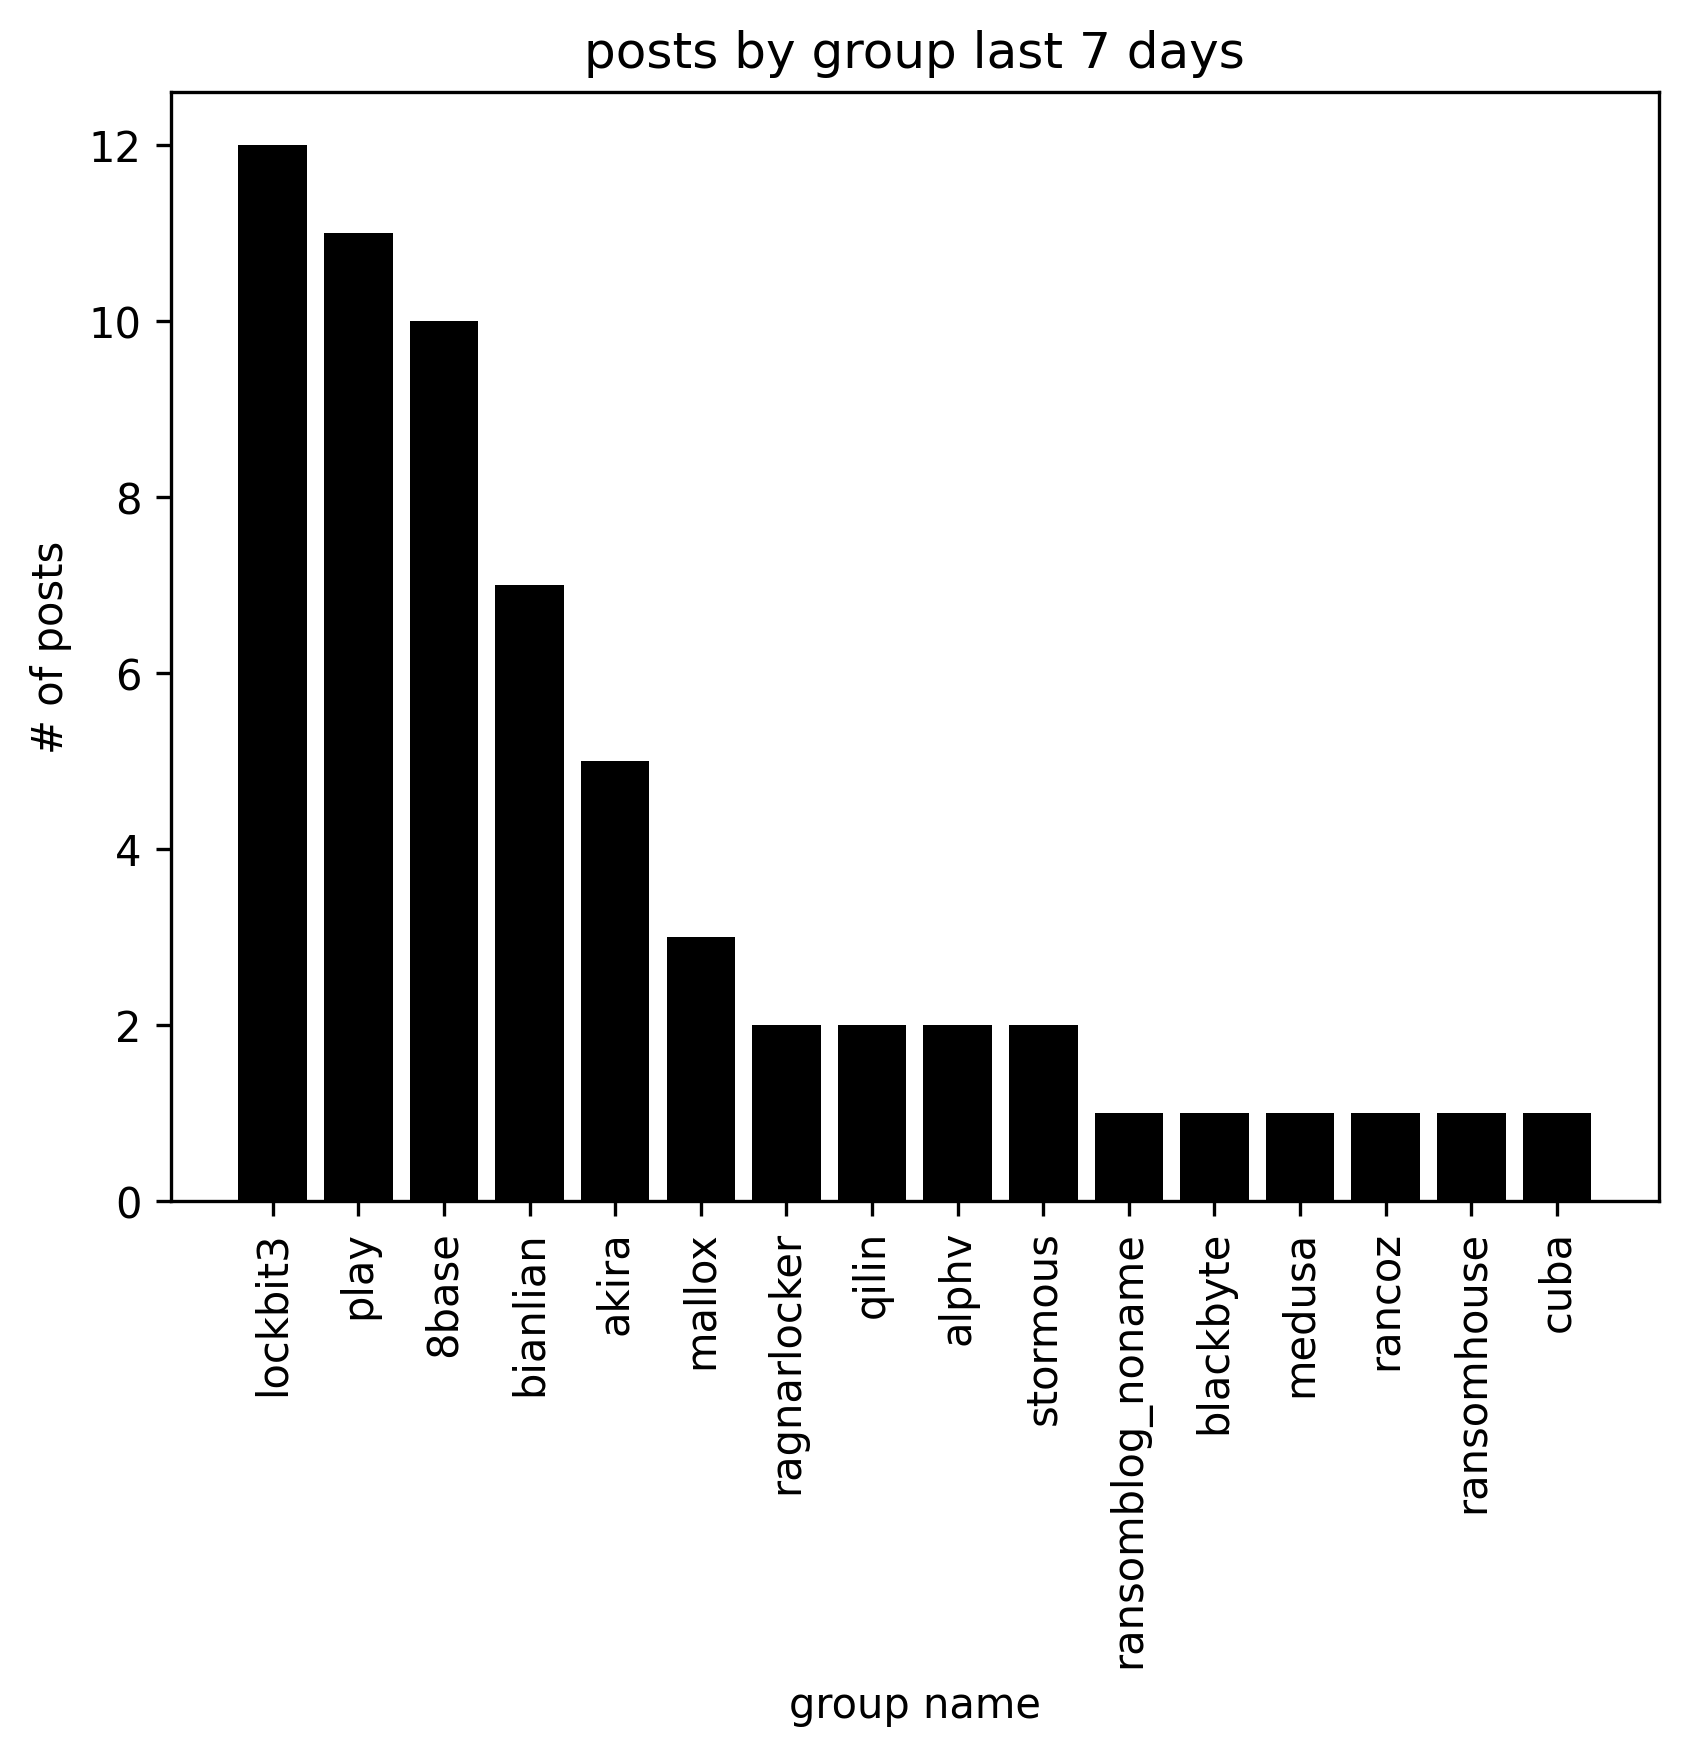 posts by group last 7 days
# of posts
12
10
8
6
4
2
0
lockbit3
play
8base
bianlian
akira
mallox
ragnarlocker
qilin
alphv
stormous
ransomblog_noname
blackbyte
medusa
rancoz
ransomhouse
cuba
group name